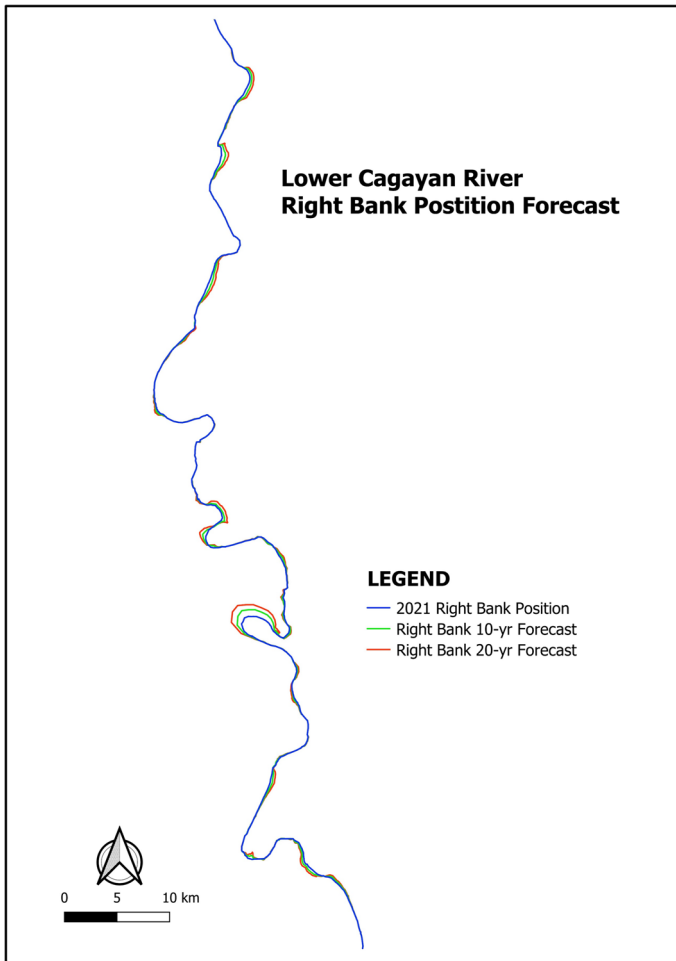 Lower Cagayan River
Right Bank Postition Forecast
LEGEND
2021 Right Bank Position
Right Bank 10-yr Forecast
Right Bank 20-yr Forecast
0 5 10 km